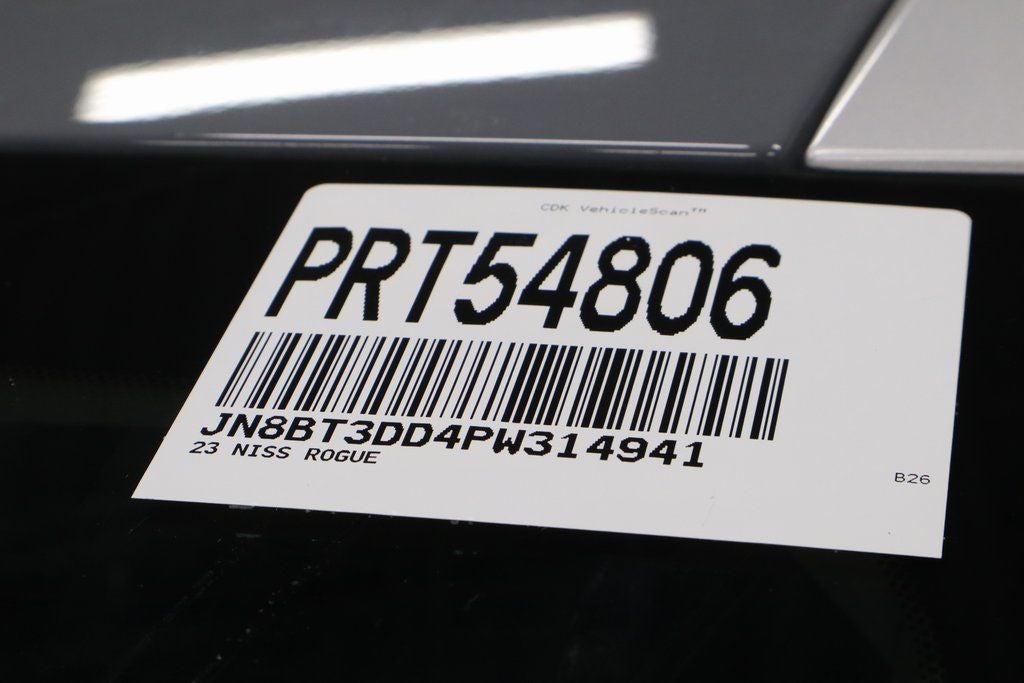 CDK VehicleScan™
PRT54806
JN8BT3DD4PW314941
23 NISS ROGUE
B26